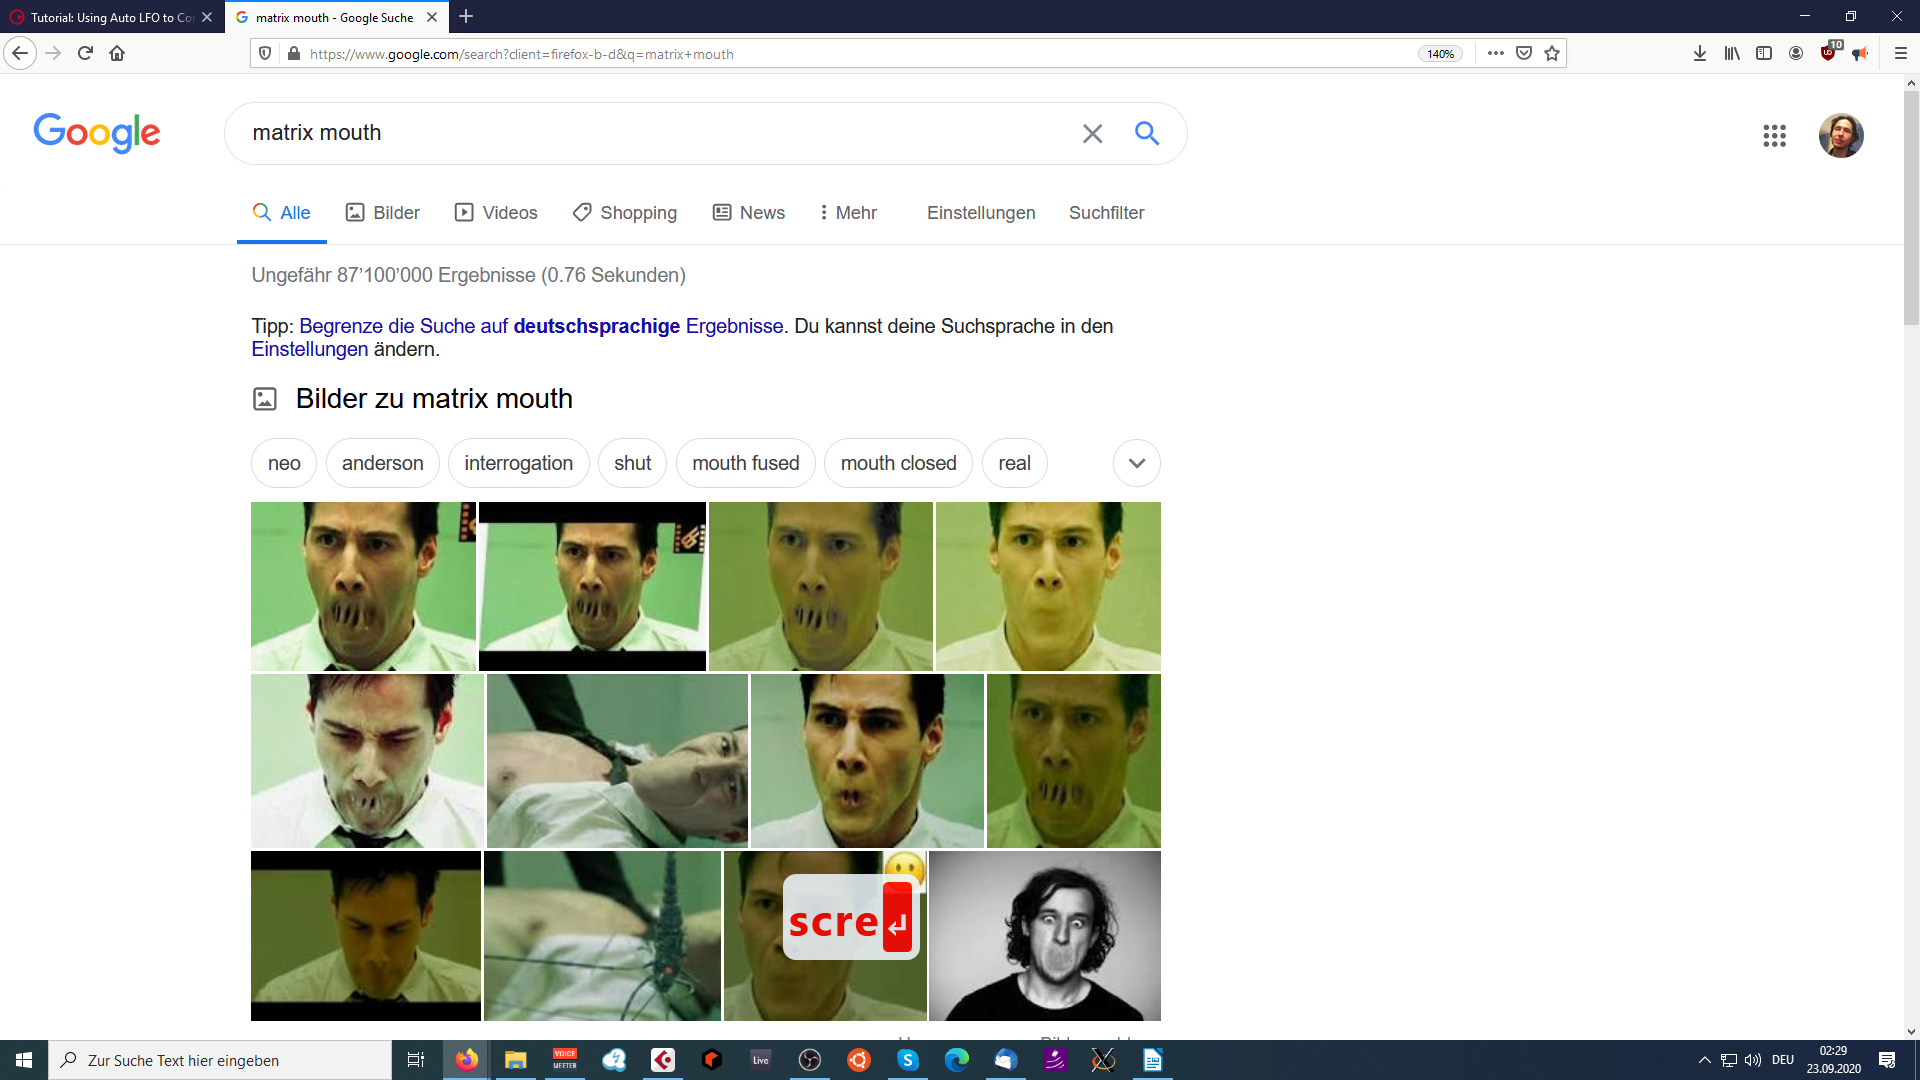 Tutorial: Using Auto LFO to Co
matrix mouth - Google Suche
https://www.google.com/search?client=firefox-b-d&q=matrix+mouth
140%
10
Google
matrix mouth
Alle
Bilder
Videos
Shopping
News
Mehr
Einstellungen
Suchfilter
Ungefähr 87’100’000 Ergebnisse (0.76 Sekunden)
Tipp: Begrenze die Suche auf deutschsprachige Ergebnisse. Du kannst deine Suchsprache in den
Einstellungen ändern.
Bilder zu matrix mouth
neo
anderson
interrogation
shut
mouth fused
mouth closed
real
scre
Zur Suche Text hier eingeben
VOICE
MEETER
Live
DEU
02:29
23.09.2020